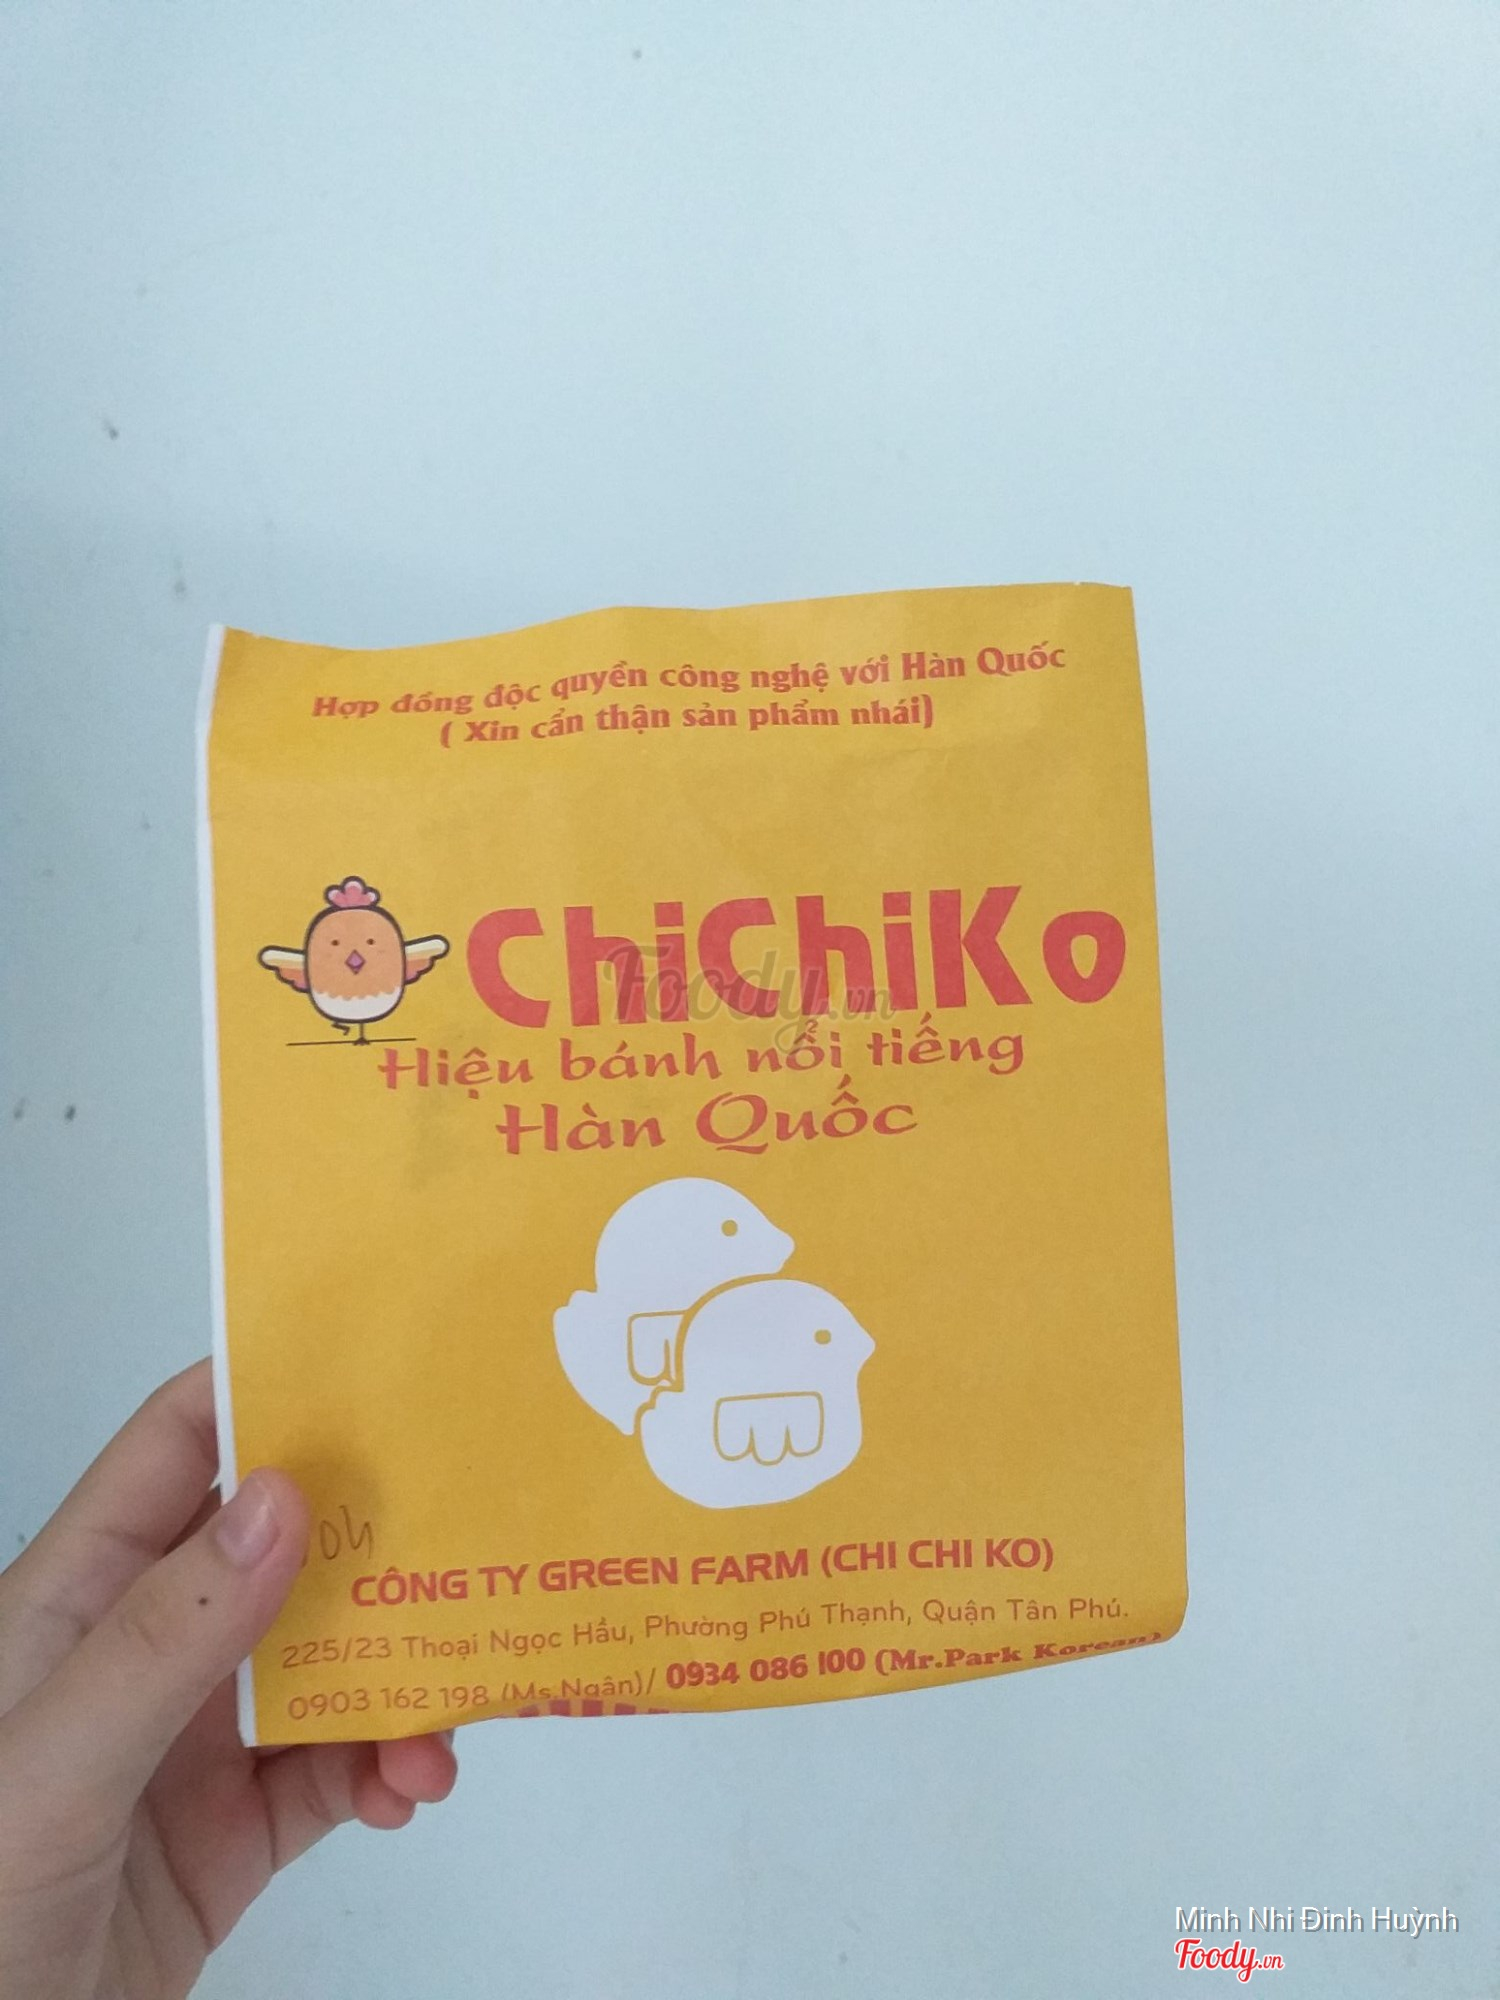 Hợp đồng độc quyền công nghệ với Hàn Quốc
( Xin cẩn thận sản phẩm nhái)
ChiChiKo
Foody.vn
Hiệu bánh nổi tiếng
Hàn Quốc
04
CÔNG TY GREEN FARM (CHI CHI KO)
225/23 Thoại Ngọc Hầu, Phường Phú Thạnh, Quận Tân Phú.
0903 162 198 (Ms.Ngân)/ 0934 086 100 (Mr.Park Korean)
Minh Nhi Đinh Huỳnh
Foody.vn